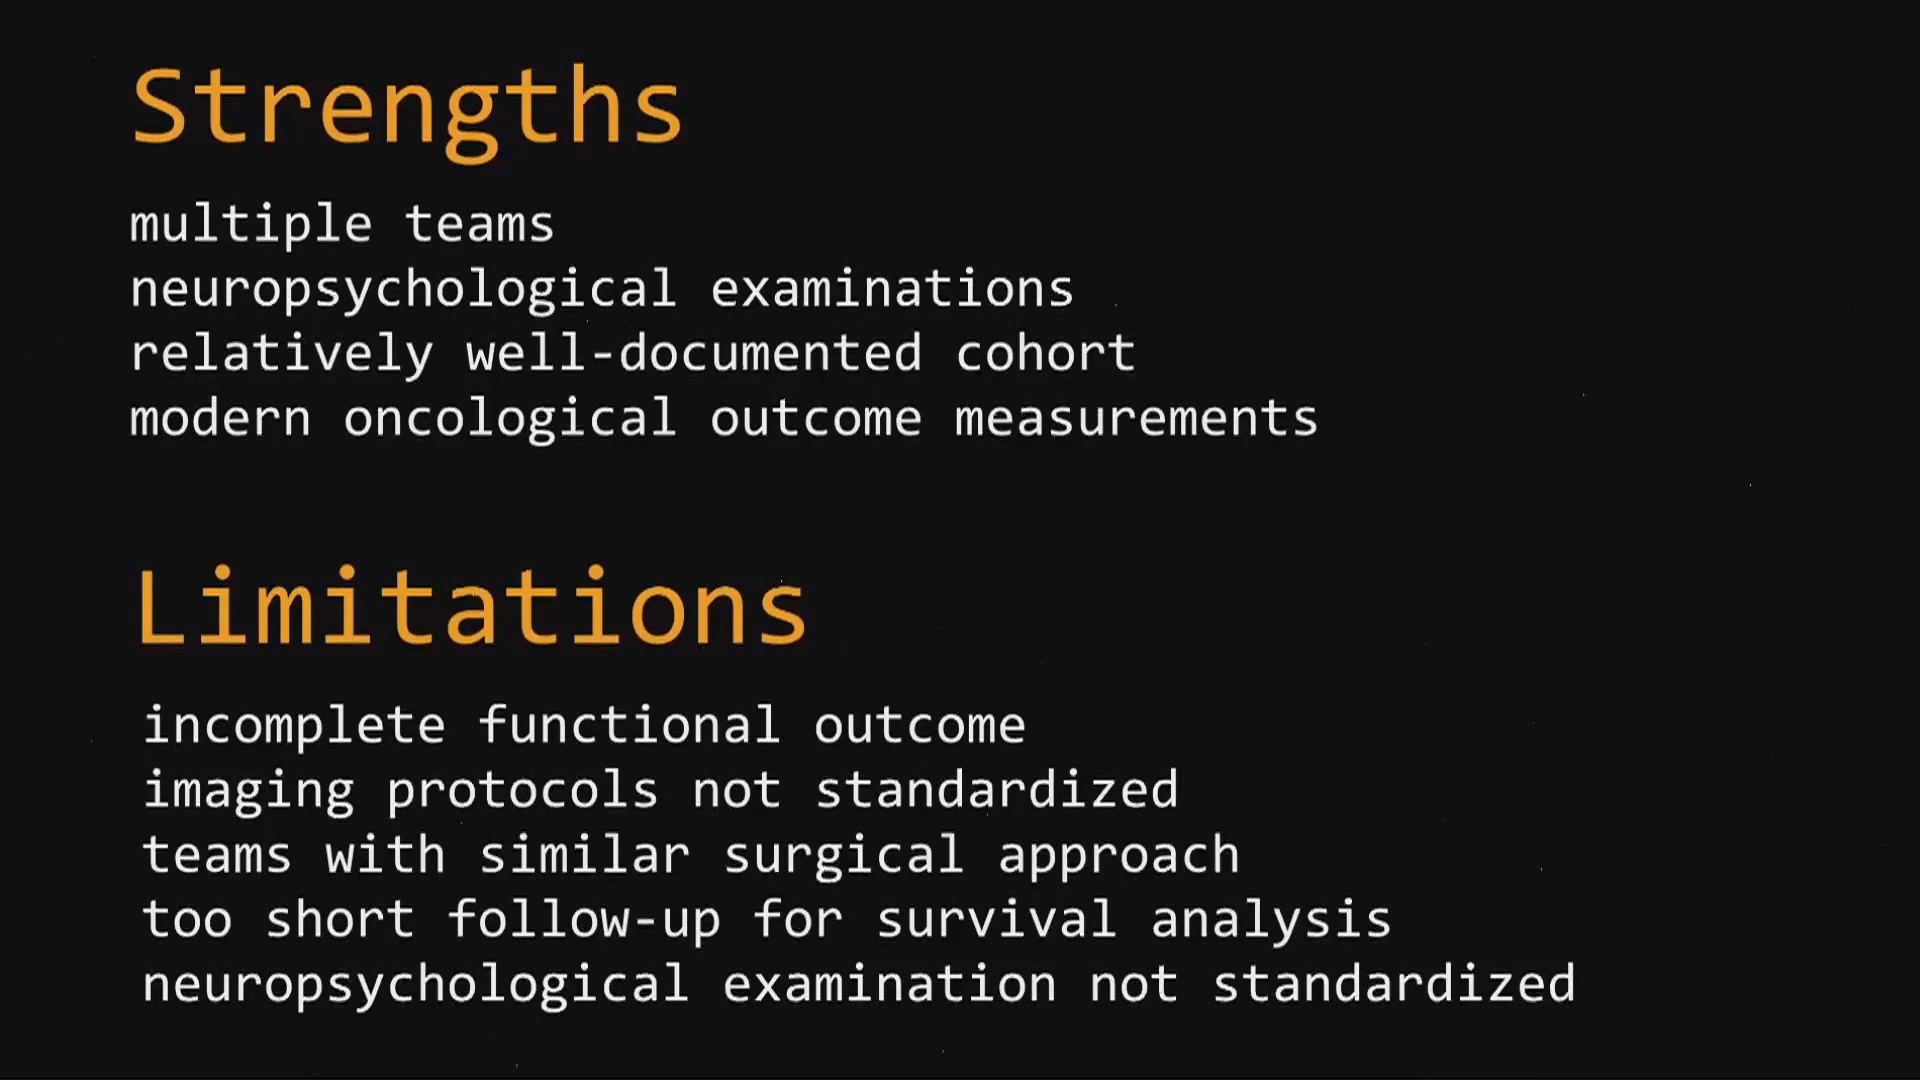 Strengths
multiple teams
neuropsychological examinations
relatively well-documented cohort
modern oncological outcome measurements
Limitations
incomplete functional outcome
imaging protocols not standardized
teams with similar surgical approach
too short follow-up for survival analysis
neuropsychological examination not standardized